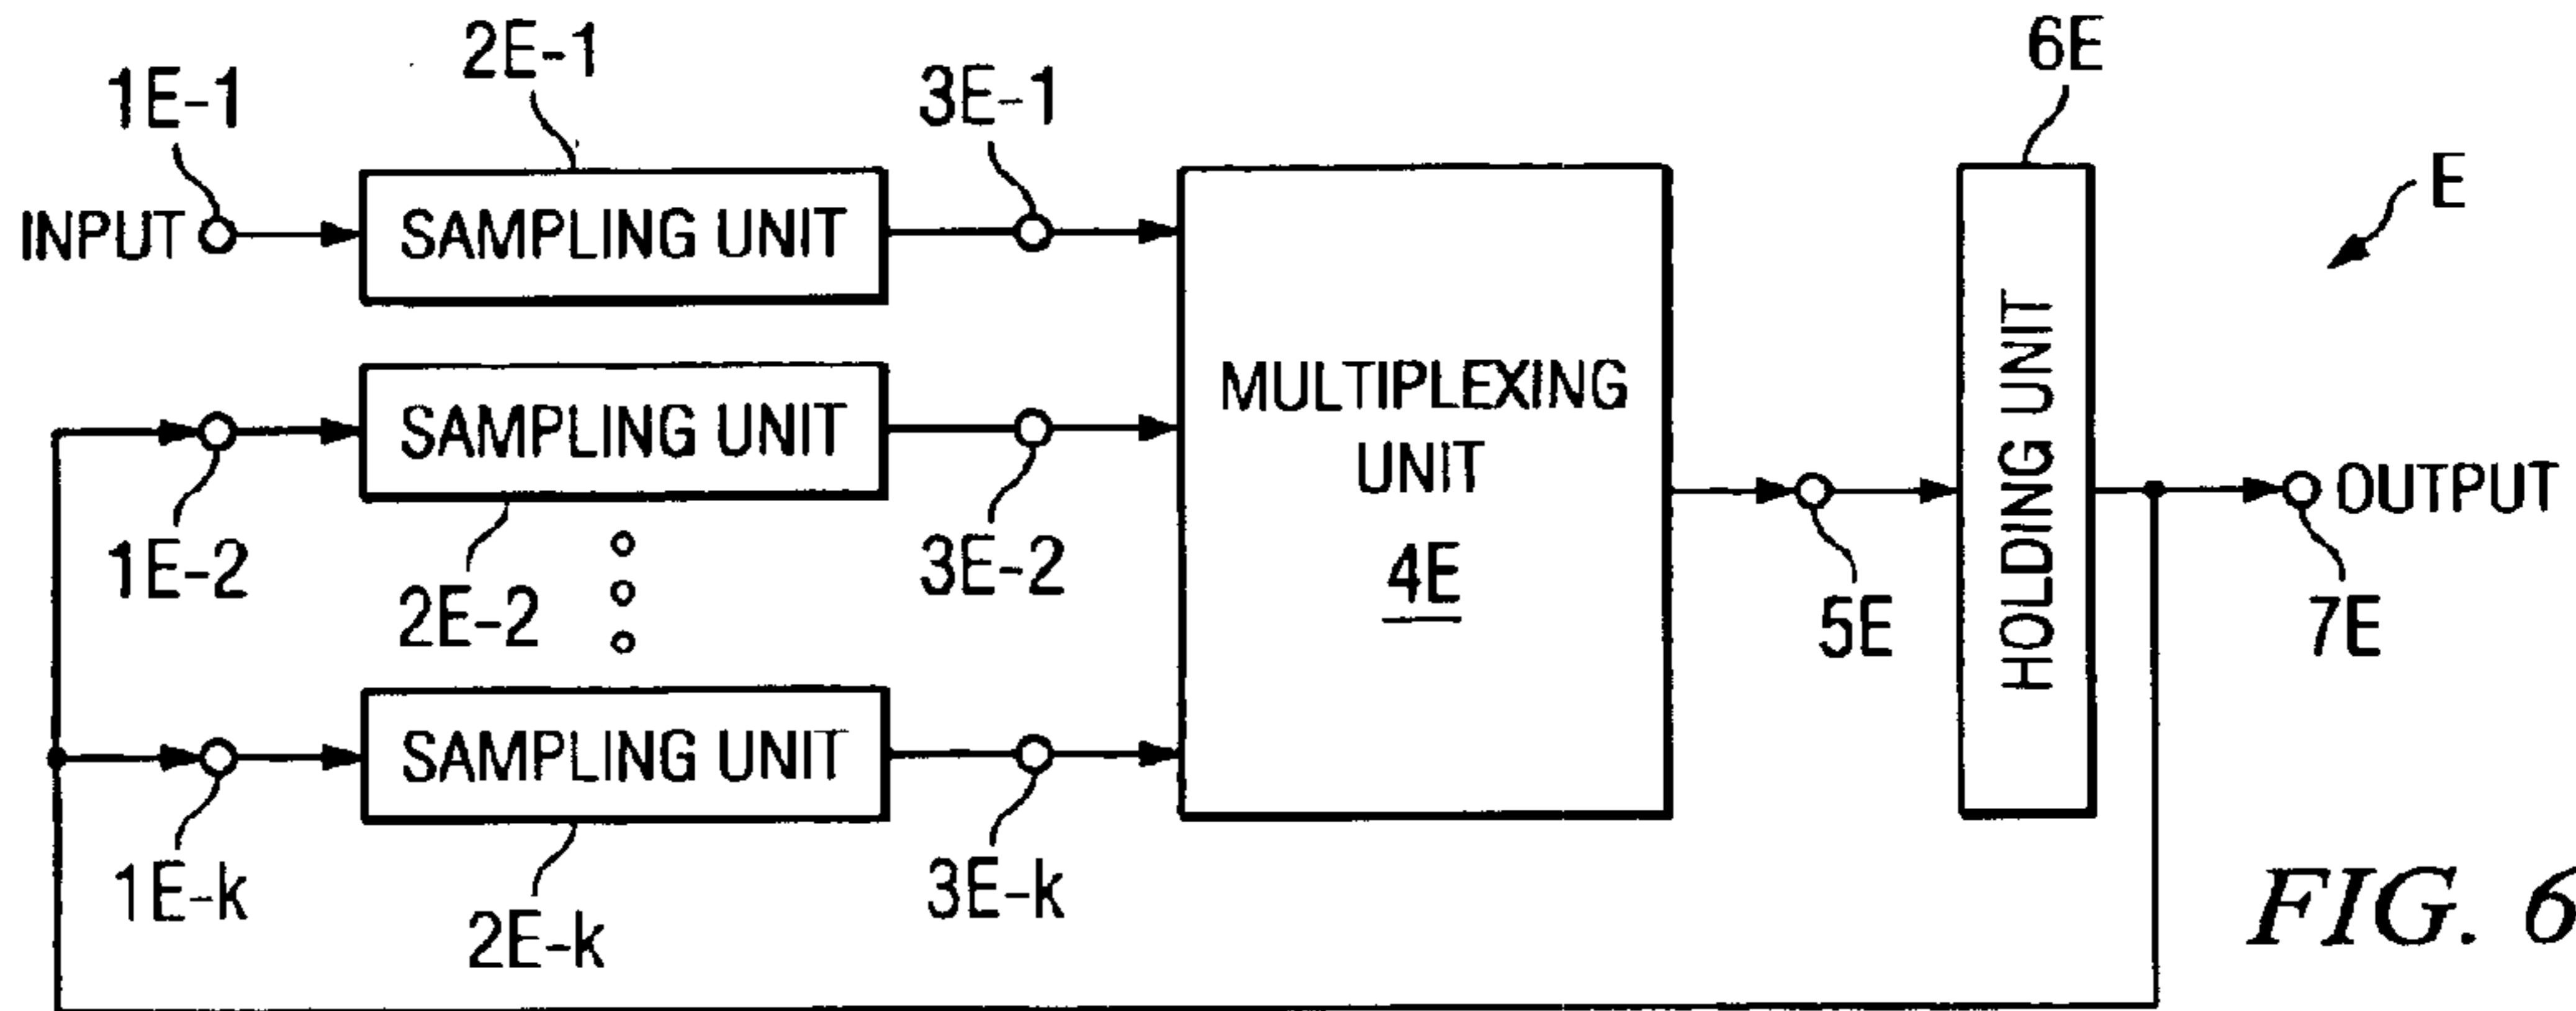 2E-1
6E
1E-1
3E-1
E
INPUT
SAMPLING UNIT
MULTIPLEXING
UNIT
4E
SAMPLING UNIT
HOLDING UNIT
OUTPUT
1E-2
3E-2
2E-2
5E
7E
SAMPLING UNIT
1E-k
3E-k
2E-k
FIG. 6